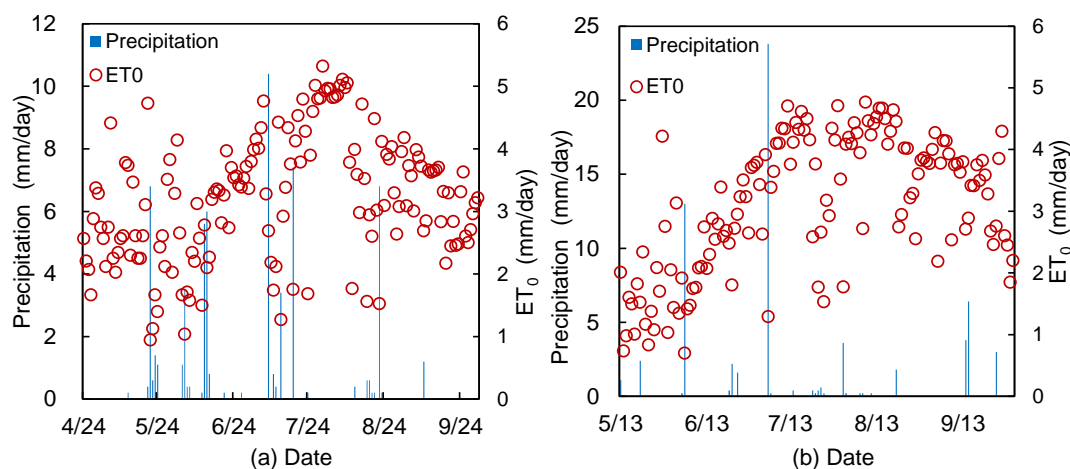 12
10
8
6
4
2
0
Precipitation (mm/day)
Precipitation
ET0
6
5
4
3
2
1
0
ET0 (mm/day)
4/24 5/24 6/24 7/24 8/24 9/24
(a) Date
25
20
15
10
5
0
Precipitation (mm/day)
Precipitation
ET0
6
5
4
3
2
1
0
ET0 (mm/day)
5/13 6/13 7/13 8/13 9/13
(b) Date